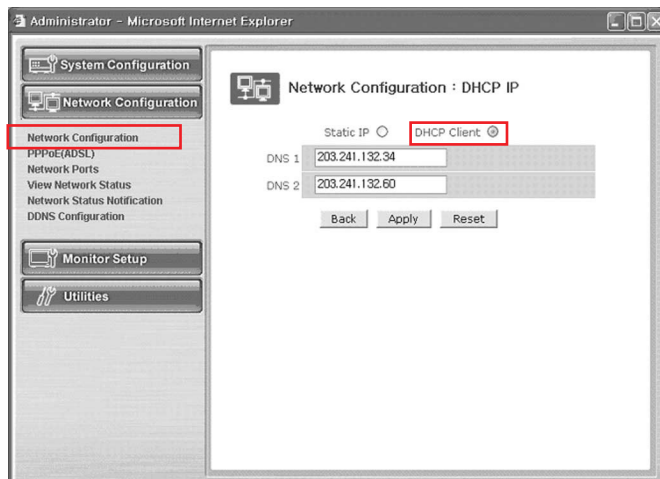 Administrator - Microsoft Internet Explorer
System Configuration
Network Configuration
Network Configuration
PPPoE(ADSL)
Network Ports
View Network Status
Network Status Notification
DDNS Configuration
Monitor Setup
Utilities
Network Configuration : DHCP IP
Static IP DHCP Client
DNS 1 203.241.132.34
DNS 2 203.241.132.60
Back Apply Reset